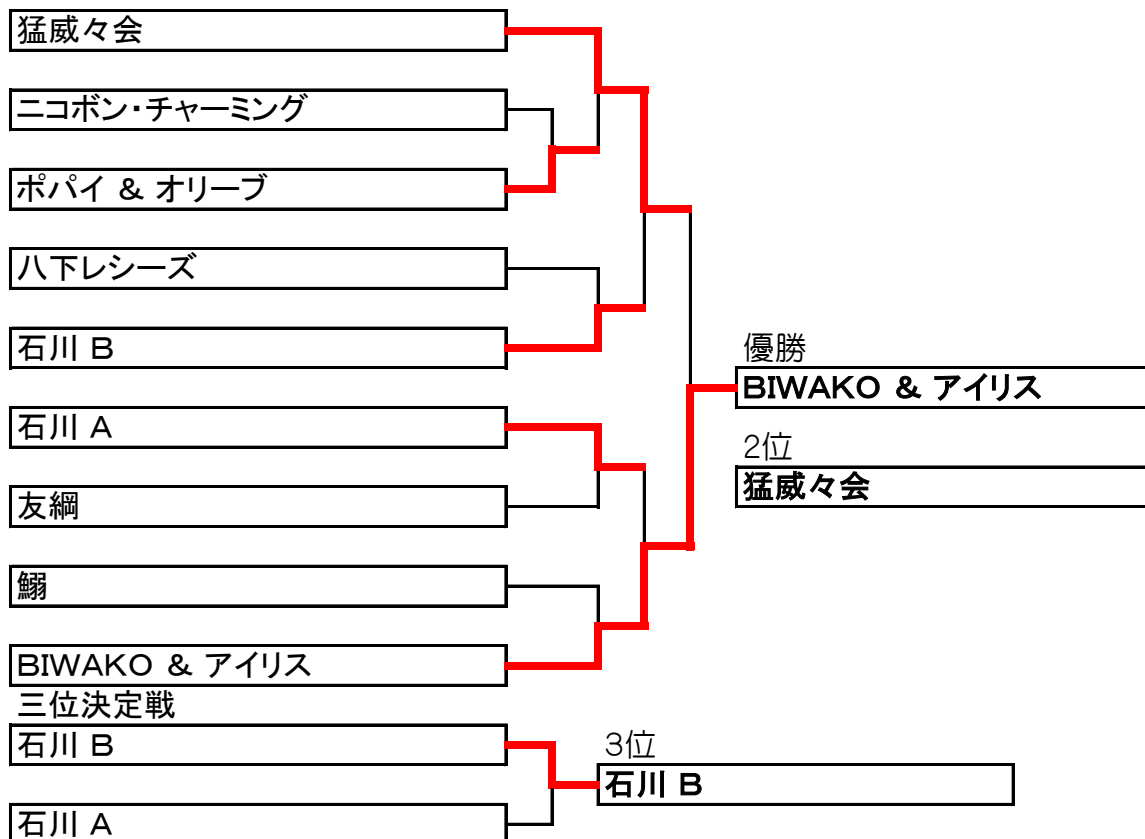 猛威々会
ニコボン・チャーミング
ポパイ ＆ オリーブ
八下レシーズ
石川 Ｂ
優勝
BIWAKO ＆ アイリス
石川 Ａ
2位
猛威々会
友綱
鰯
BIWAKO ＆ アイリス
三位決定戦
石川 Ｂ
3位
石川 Ｂ
石川 Ａ